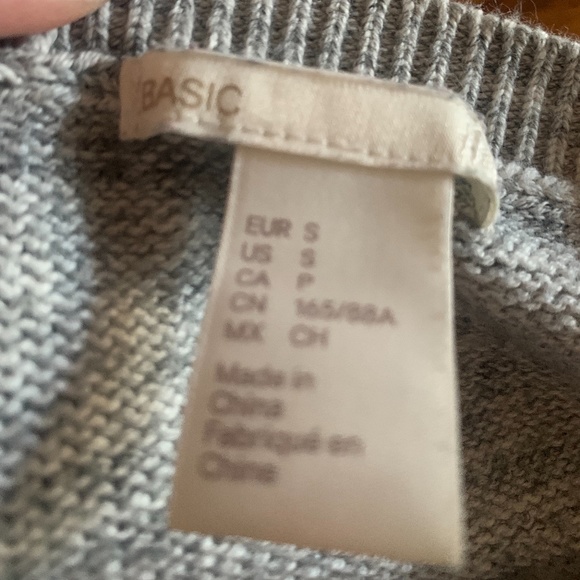 BASIC
EUR S
US S
CA P
CN 165/88A
MX CH
Made in
China
Fabriqué en
Chine